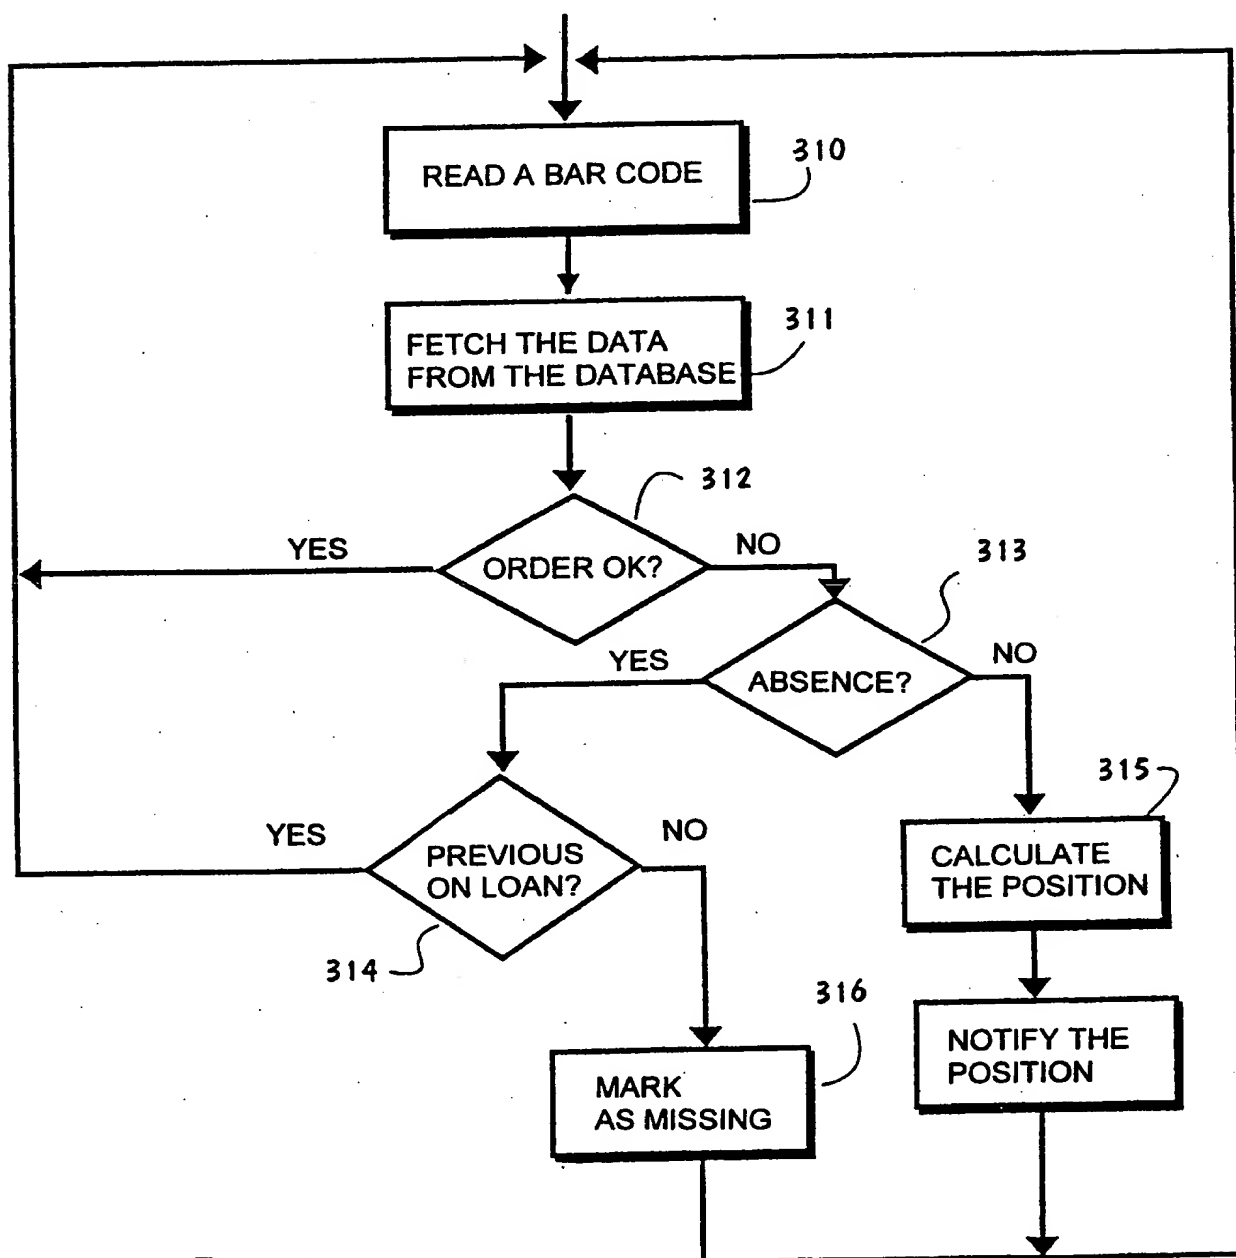 READ A BAR CODE
310
FETCH THE DATA
FROM THE DATABASE
311
312
ORDER OK?
YES
NO
313
ABSENCE?
YES
NO
PREVIOUS
ON LOAN?
YES
NO
314
315
CALCULATE
THE POSITION
316
MARK
AS MISSING
NOTIFY THE
POSITION